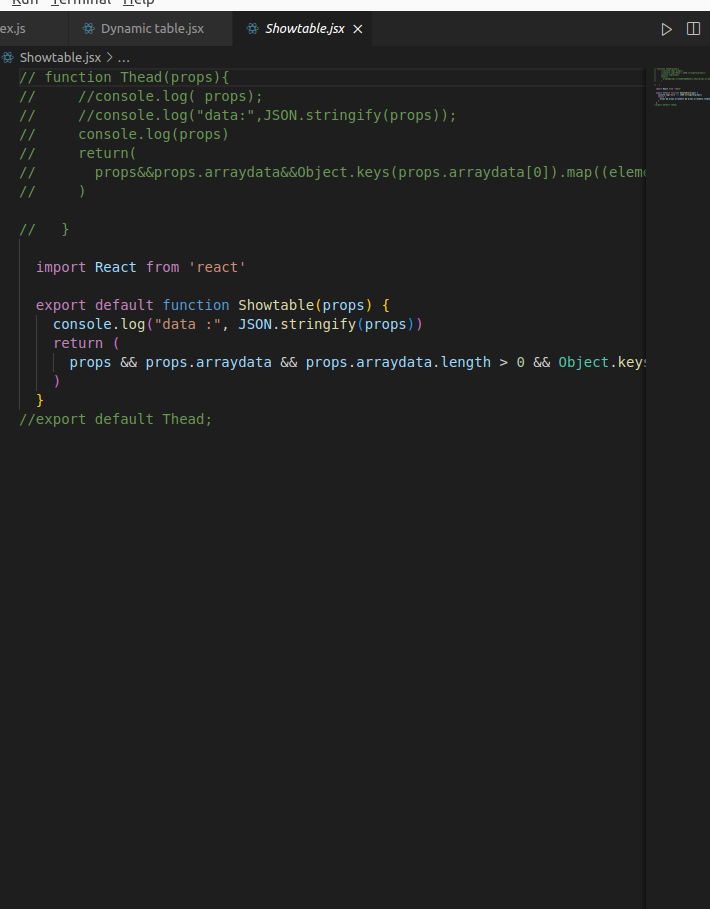 Run Terminal Help
ex.js Dynamic table.jsx Showtable.jsx
Showtable.jsx > ...
// function Thead(props){
//     //console.log( props);
//     //console.log("data:",JSON.stringify(props));
//     console.log(props)
//     return(
//       props&&props.arraydata&&Object.keys(props.arraydata[0]).map((eleme
//     )
//   }
import React from 'react'
export default function Showtable(props) {
console.log("data :", JSON.stringify(props))
return (
props && props.arraydata && props.arraydata.length > 0 && Object.keys
)
}
//export default Thead;